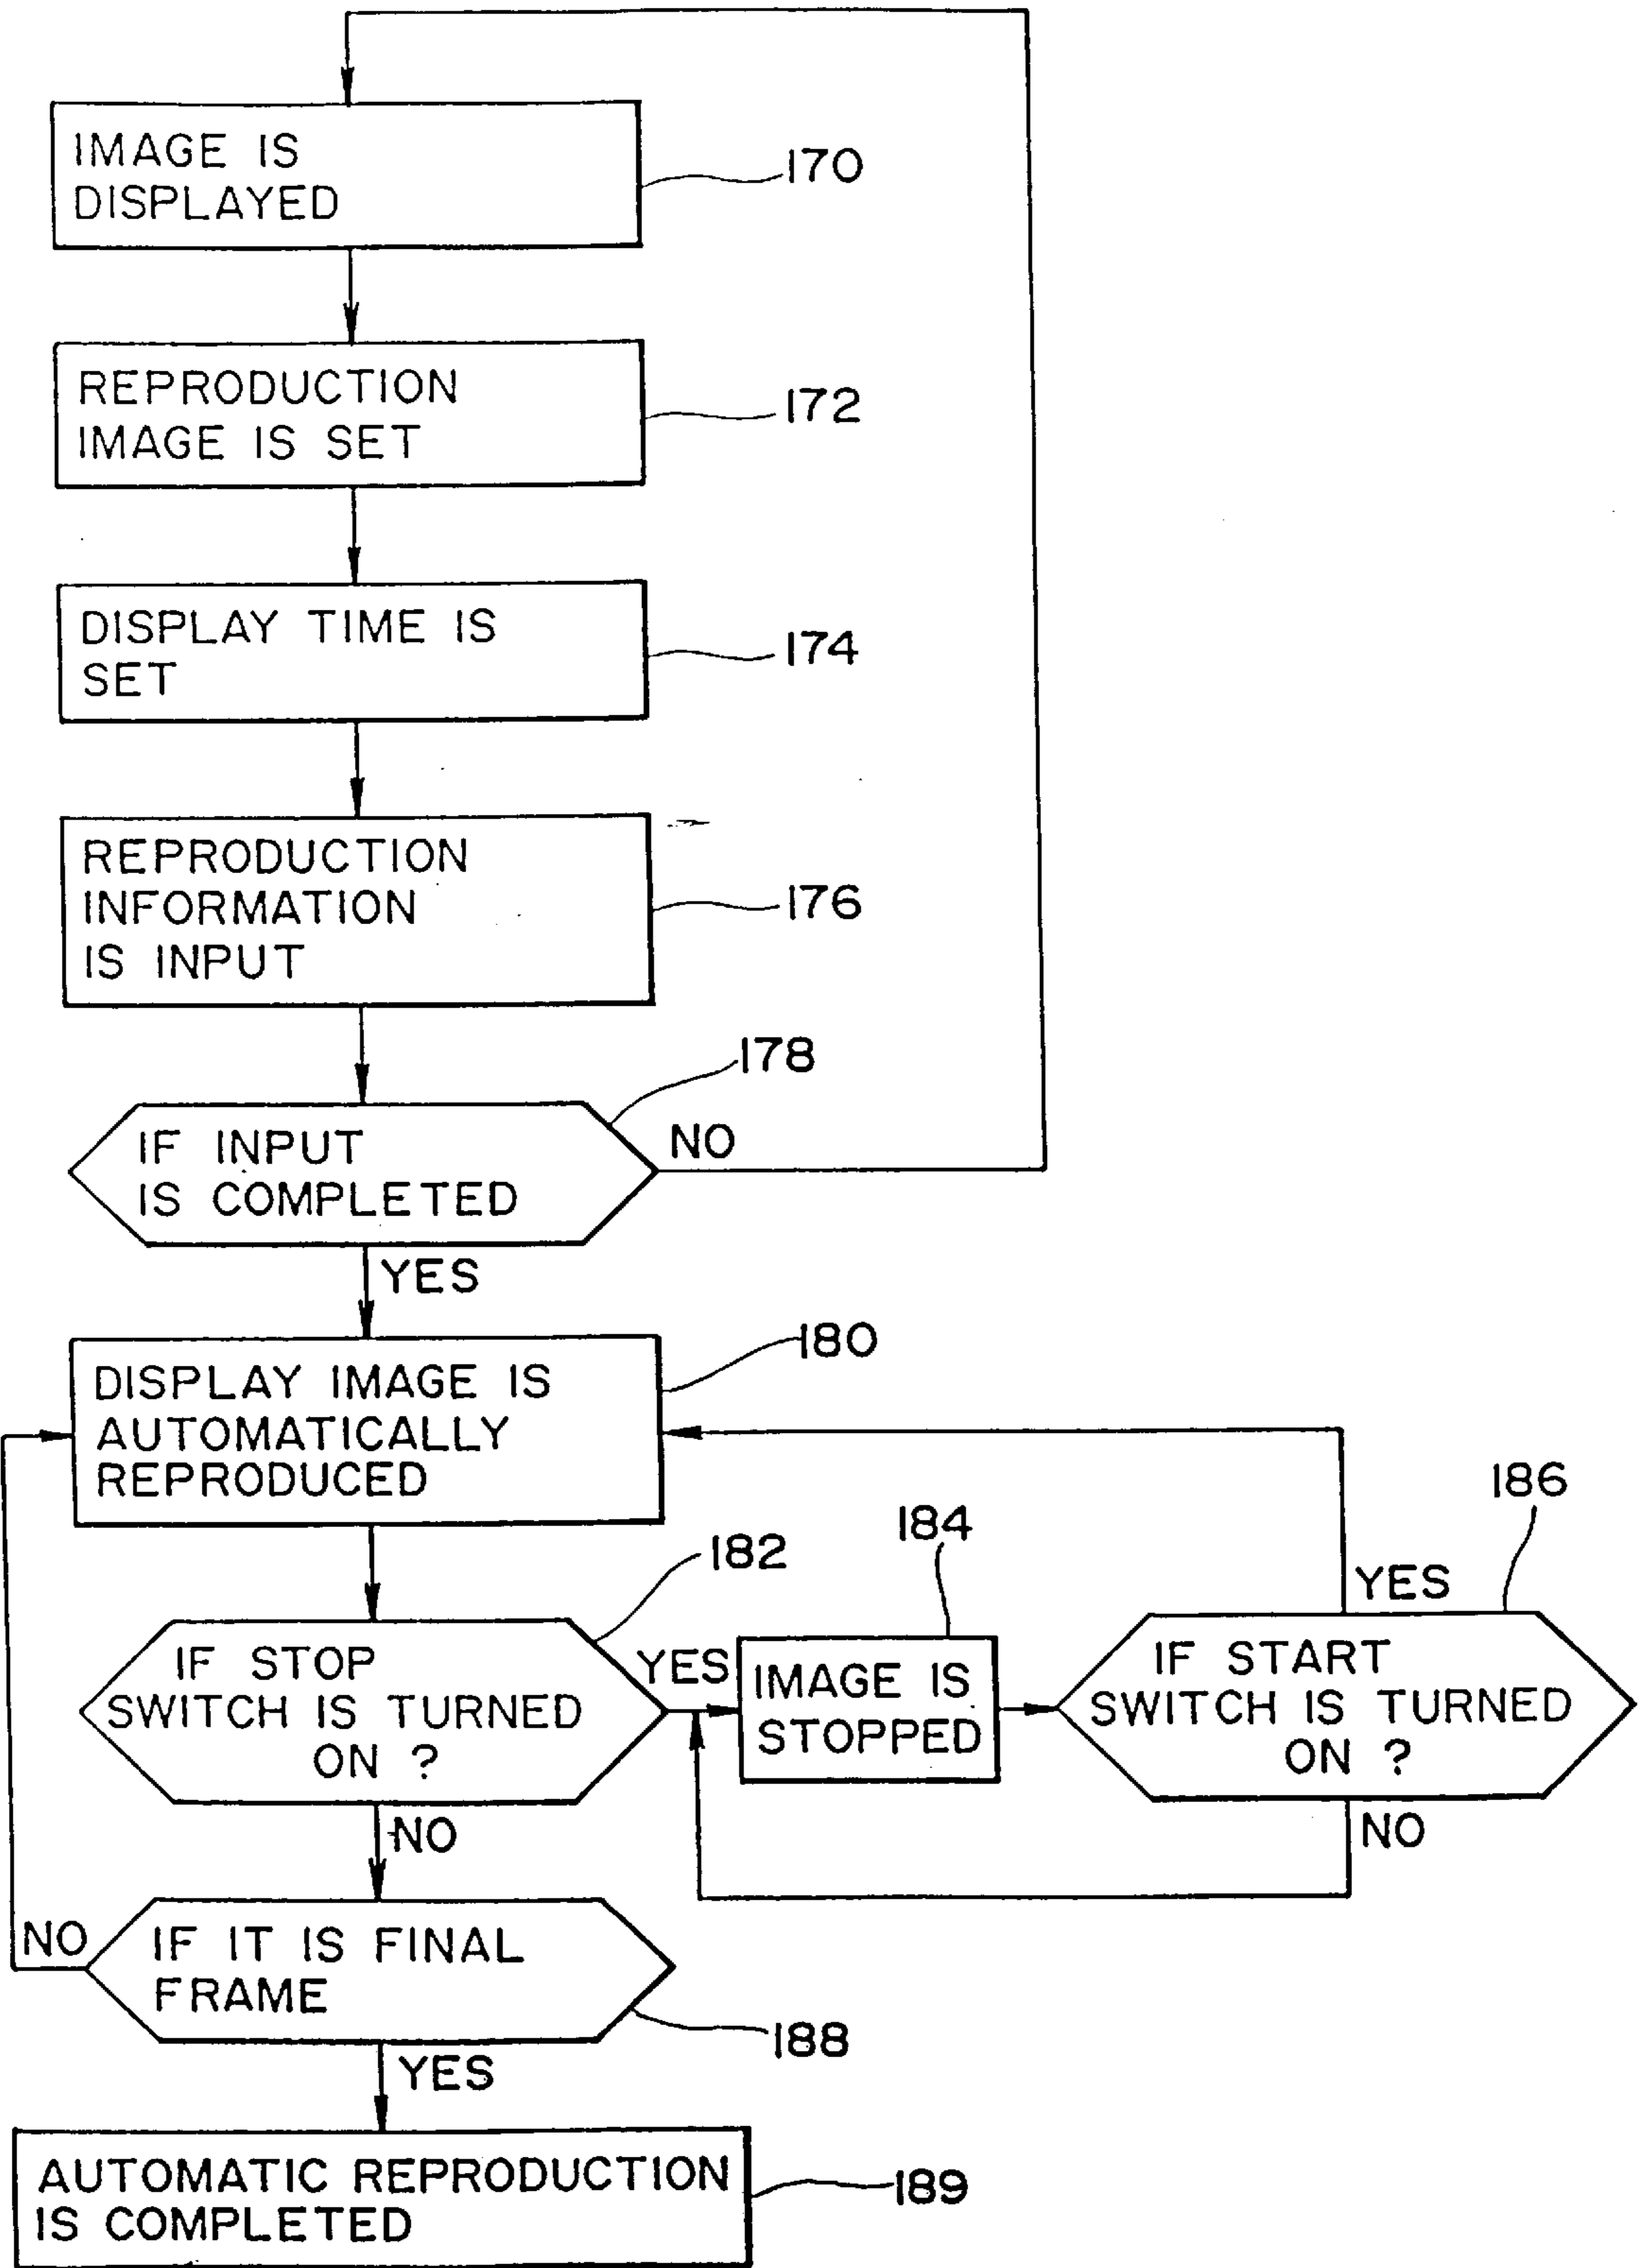 IMAGE IS
DISPLAYED
170
REPRODUCTION
IMAGE IS SET
172
DISPLAY TIME IS
SET
174
REPRODUCTION
INFORMATION
IS INPUT
176
178
IF INPUT
IS COMPLETED
NO
YES
180
DISPLAY IMAGE IS
AUTOMATICALLY
REPRODUCED
182
IF STOP
SWITCH IS TURNED
ON ?
YES
184
IMAGE IS
STOPPED
186
YES
IF START
SWITCH IS TURNED
ON ?
NO
NO
NO
IF IT IS FINAL
FRAME
188
YES
AUTOMATIC REPRODUCTION
IS COMPLETED
189